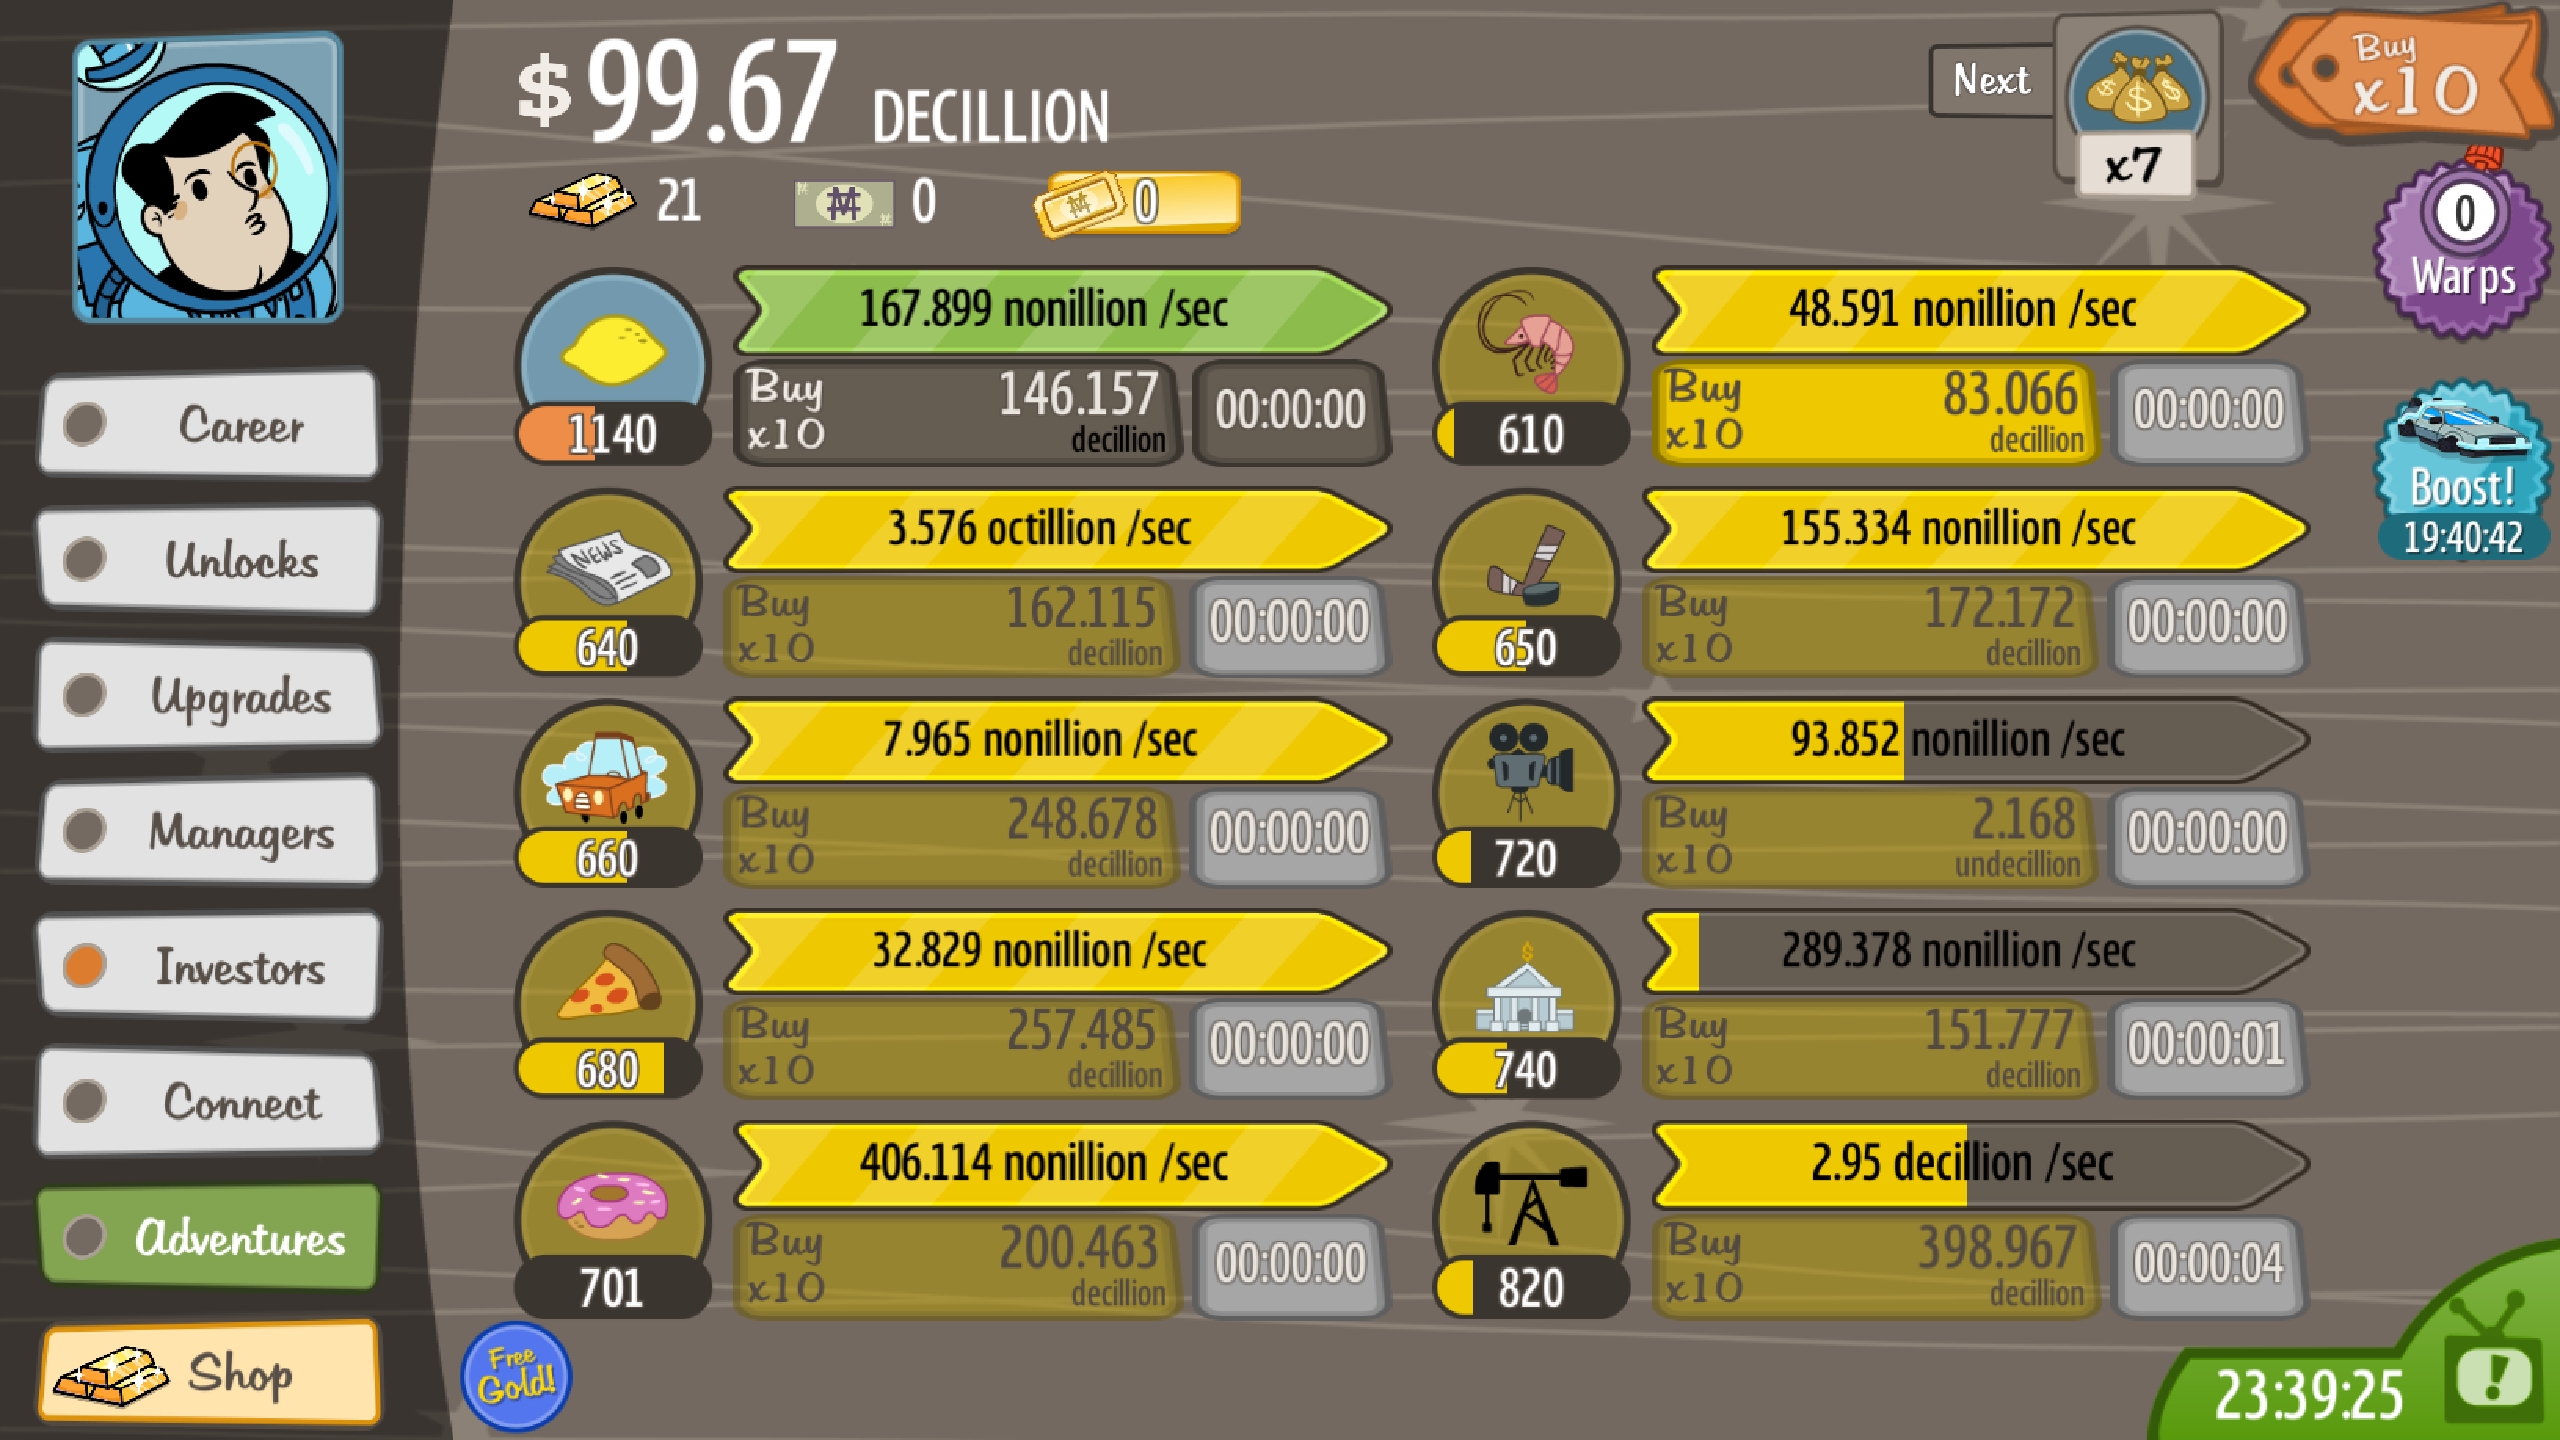 $99.67 DECILLION
21
0
0
Next
x7
Buy
x10
0
Warps
Boost!
19:40:42
Career
Unlocks
Upgrades
Managers
Investors
Connect
Adventures
Shop
167.899 nonillion /sec
Buy
x10
146.157
decillion
00:00:00
1140
NEWS
3.576 octillion /sec
Buy
x10
162.115
decillion
00:00:00
640
7.965 nonillion /sec
Buy
x10
248.678
decillion
00:00:00
660
32.829 nonillion /sec
Buy
x10
257.485
decillion
00:00:00
680
406.114 nonillion /sec
Buy
x10
200.463
decillion
00:00:00
701
48.591 nonillion /sec
Buy
x10
83.066
decillion
00:00:00
610
155.334 nonillion /sec
Buy
x10
172.172
decillion
00:00:00
650
93.852 nonillion /sec
Buy
x10
2.168
undecillion
00:00:00
720
289.378 nonillion /sec
Buy
x10
151.777
decillion
00:00:01
740
2.95 decillion /sec
Buy
x10
398.967
decillion
00:00:04
820
Free
Gold!
23:39:25
!